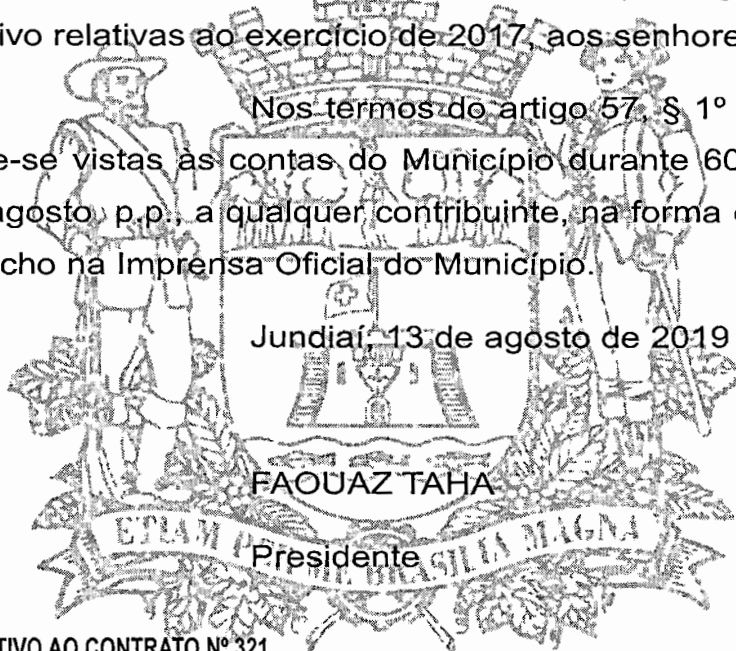 ivo relativas ao exercício de 2017, aos senhore
Nos termos do artigo 57, § 1º
e-se vistas às contas do Município durante 60
agosto p.p., a qualquer contribuinte, na forma
cho na Imprensa Oficial do Município.
Jundiaí, 13 de agosto de 2019
FAOUAZ TAHA
Presidente
ETIAM PER ME BRASILIA MAGNA
TIVO AO CONTRATO Nº 321